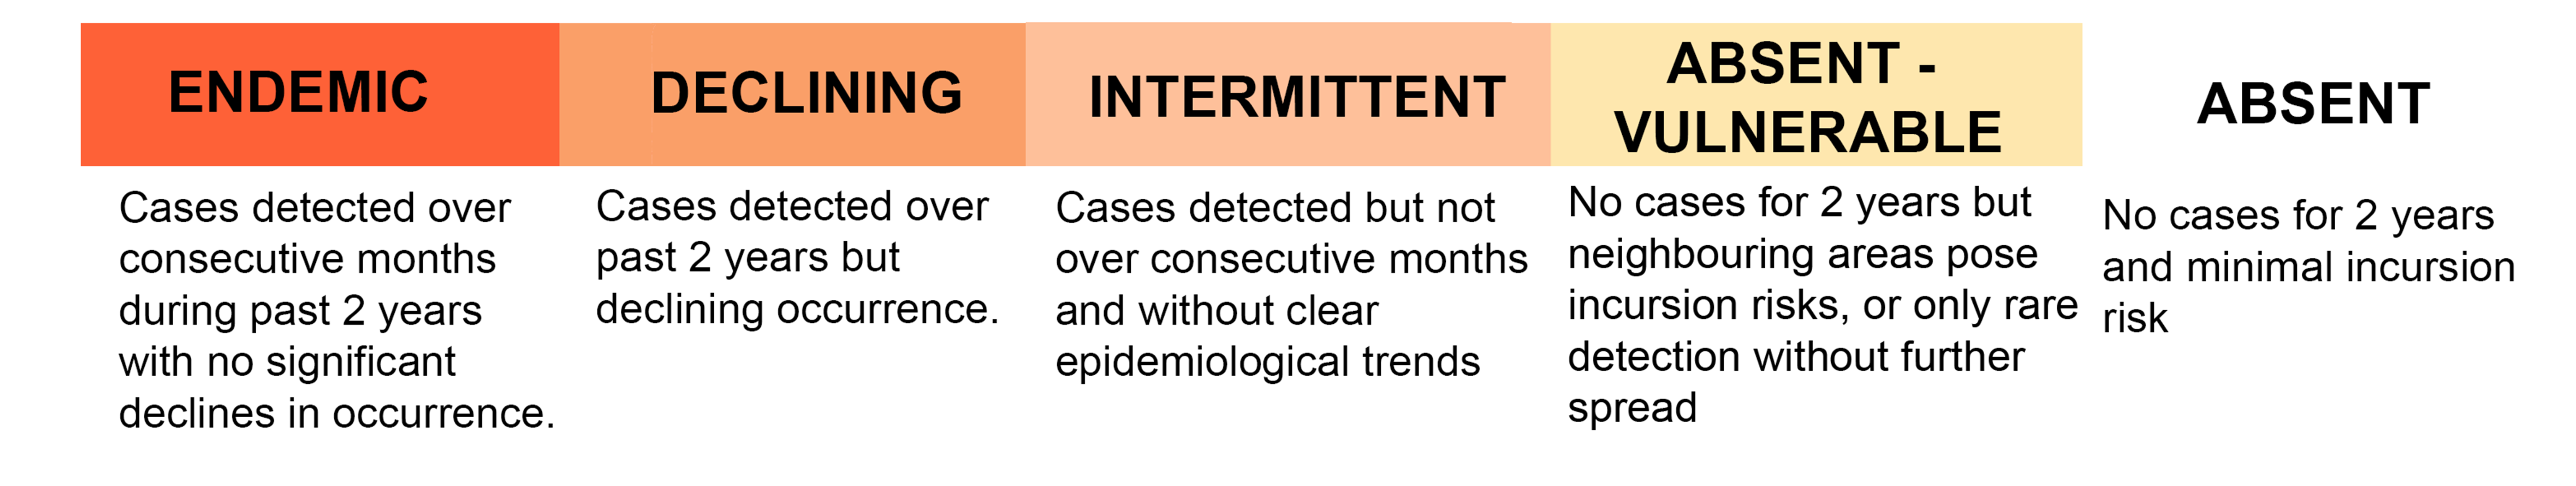 ENDEMIC
Cases detected over
consecutive months
during past 2 years
with no significant
declines in occurrence.
DECLINING
Cases detected over
past 2 years but
declining occurrence.
INTERMITTENT
Cases detected but not
over consecutive months
and without clear
epidemiological trends
ABSENT -
VULNERABLE
No cases for 2 years but
neighbouring areas pose
incursion risks, or only rare
detection without further
spread
ABSENT
No cases for 2 years
and minimal incursion
risk